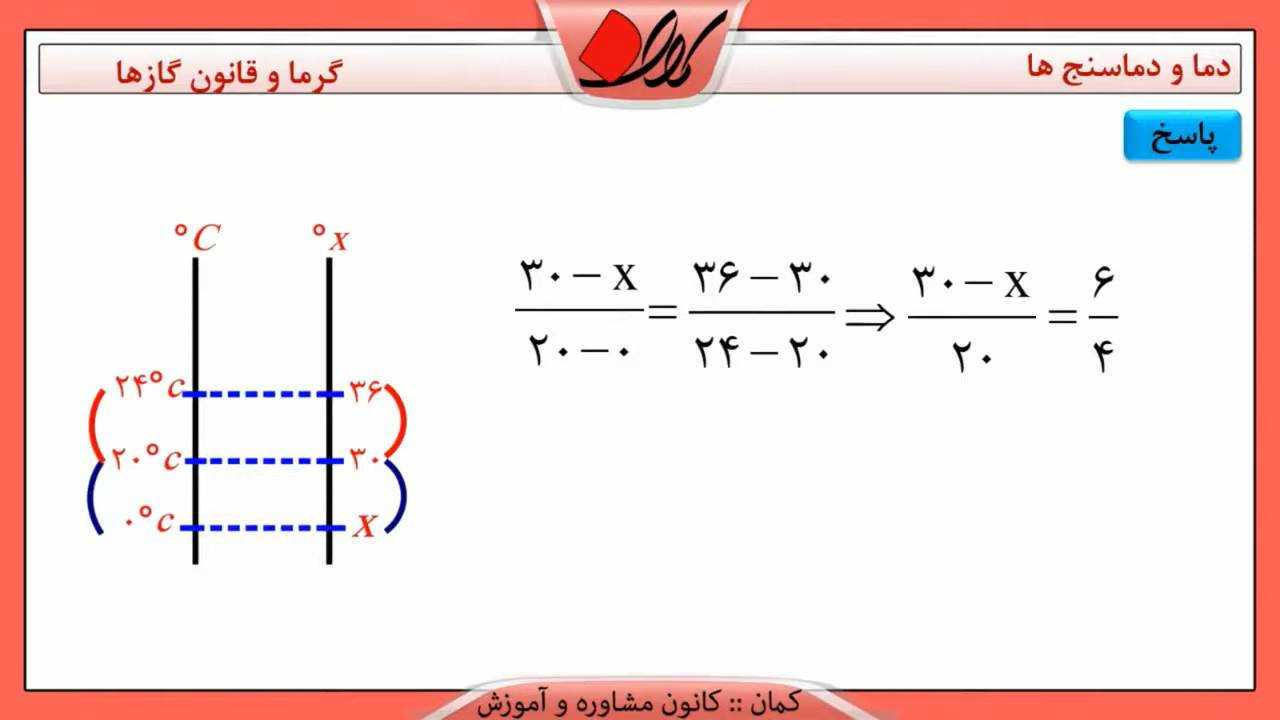 دما و دماسنج ها
گرما و قانون گازها
کمان
پاسخ
°C °x
۲۴°c ۳۶
۲۰°c ۳۰
۰°c X
(۳۰ − x)/(۲۰ − ۰) = (۳۶ − ۳۰)/(۲۴ − ۲۰) ⇒ (۳۰ − x)/۲۰ = ۶/۴
کمان :: کانون مشاوره و آموزش